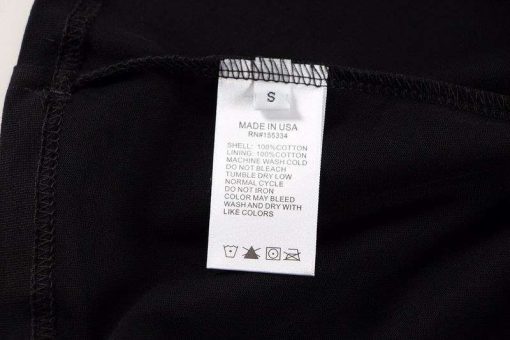 S
MADE IN USA
RN#155334
SHELL: 100%COTTON
LINING: 100%COTTON
MACHINE WASH COLD
DO NOT BLEACH
TUMBLE DRY LOW
NORMAL CYCLE
DO NOT IRON
COLOR MAY BLEED
WASH AND DRY WITH
LIKE COLORS